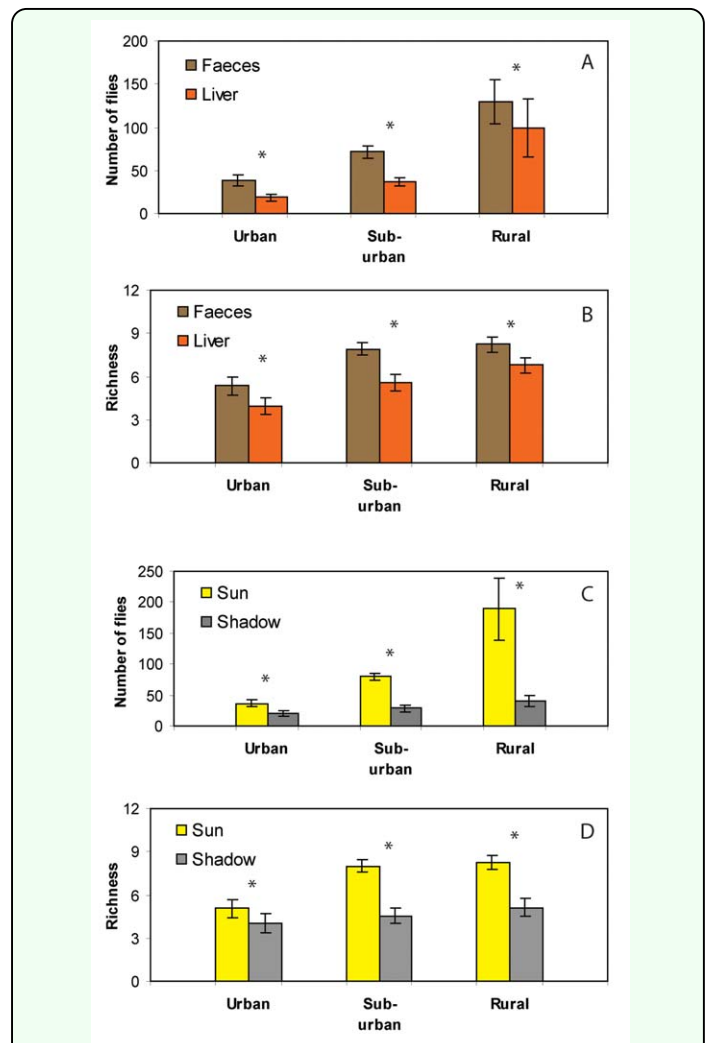 200
150
100
50
0
Number of flies
Faeces
Liver
*
*
*
A
Urban
Sub-
urban
Rural
12
9
6
3
0
Richness
Faeces
Liver
*
*
*
B
Urban
Sub-
urban
Rural
250
200
150
100
50
0
Number of flies
Sun
Shadow
*
*
*
C
Urban
Sub-
urban
Rural
12
9
6
3
0
Richness
Sun
Shadow
*
*
*
D
Urban
Sub-
urban
Rural